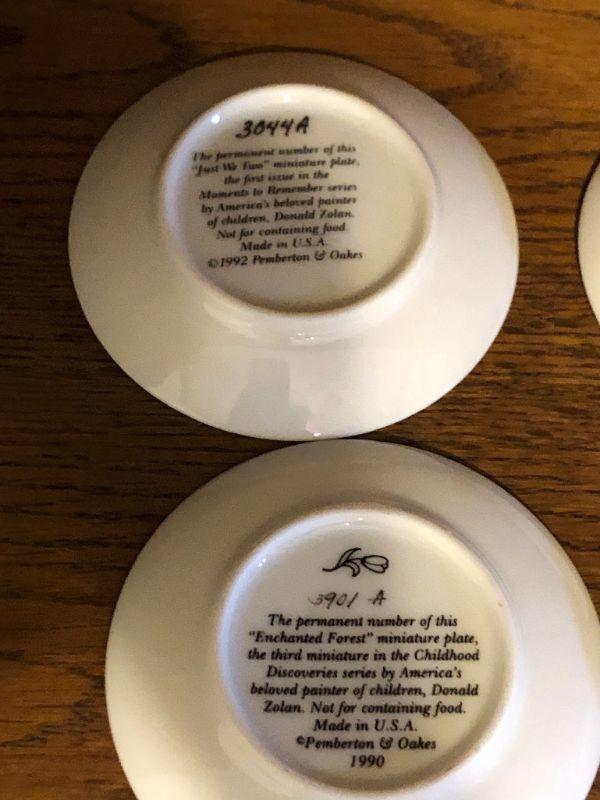 3044A
The permanent number of this
"Just We Two" miniature plate,
the first issue in the
Moments to Remember series
by America's beloved painter
of children, Donald Zolan.
Not for containing food.
Made in U.S.A.
©1992 Pemberton & Oakes
3901 A
The permanent number of this
"Enchanted Forest" miniature plate,
the third miniature in the Childhood
Discoveries series by America's
beloved painter of children, Donald
Zolan. Not for containing food.
Made in U.S.A.
©Pemberton & Oakes
1990